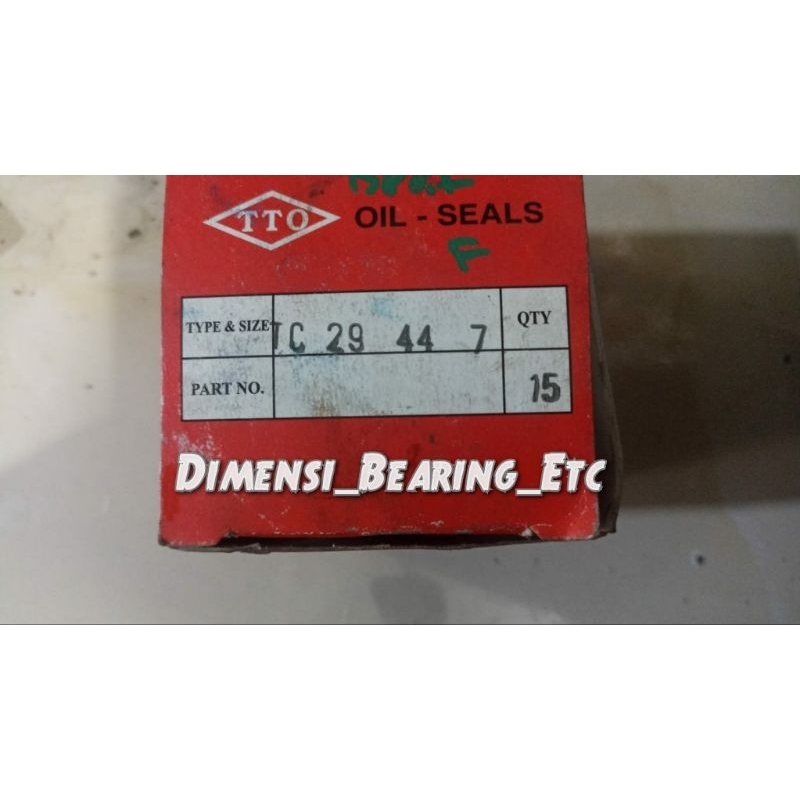 TTO OIL - SEALS
F
TYPE & SIZE TC 29 44 7 QTY
PART NO. 15
DIMENSI_BEARING_ETC